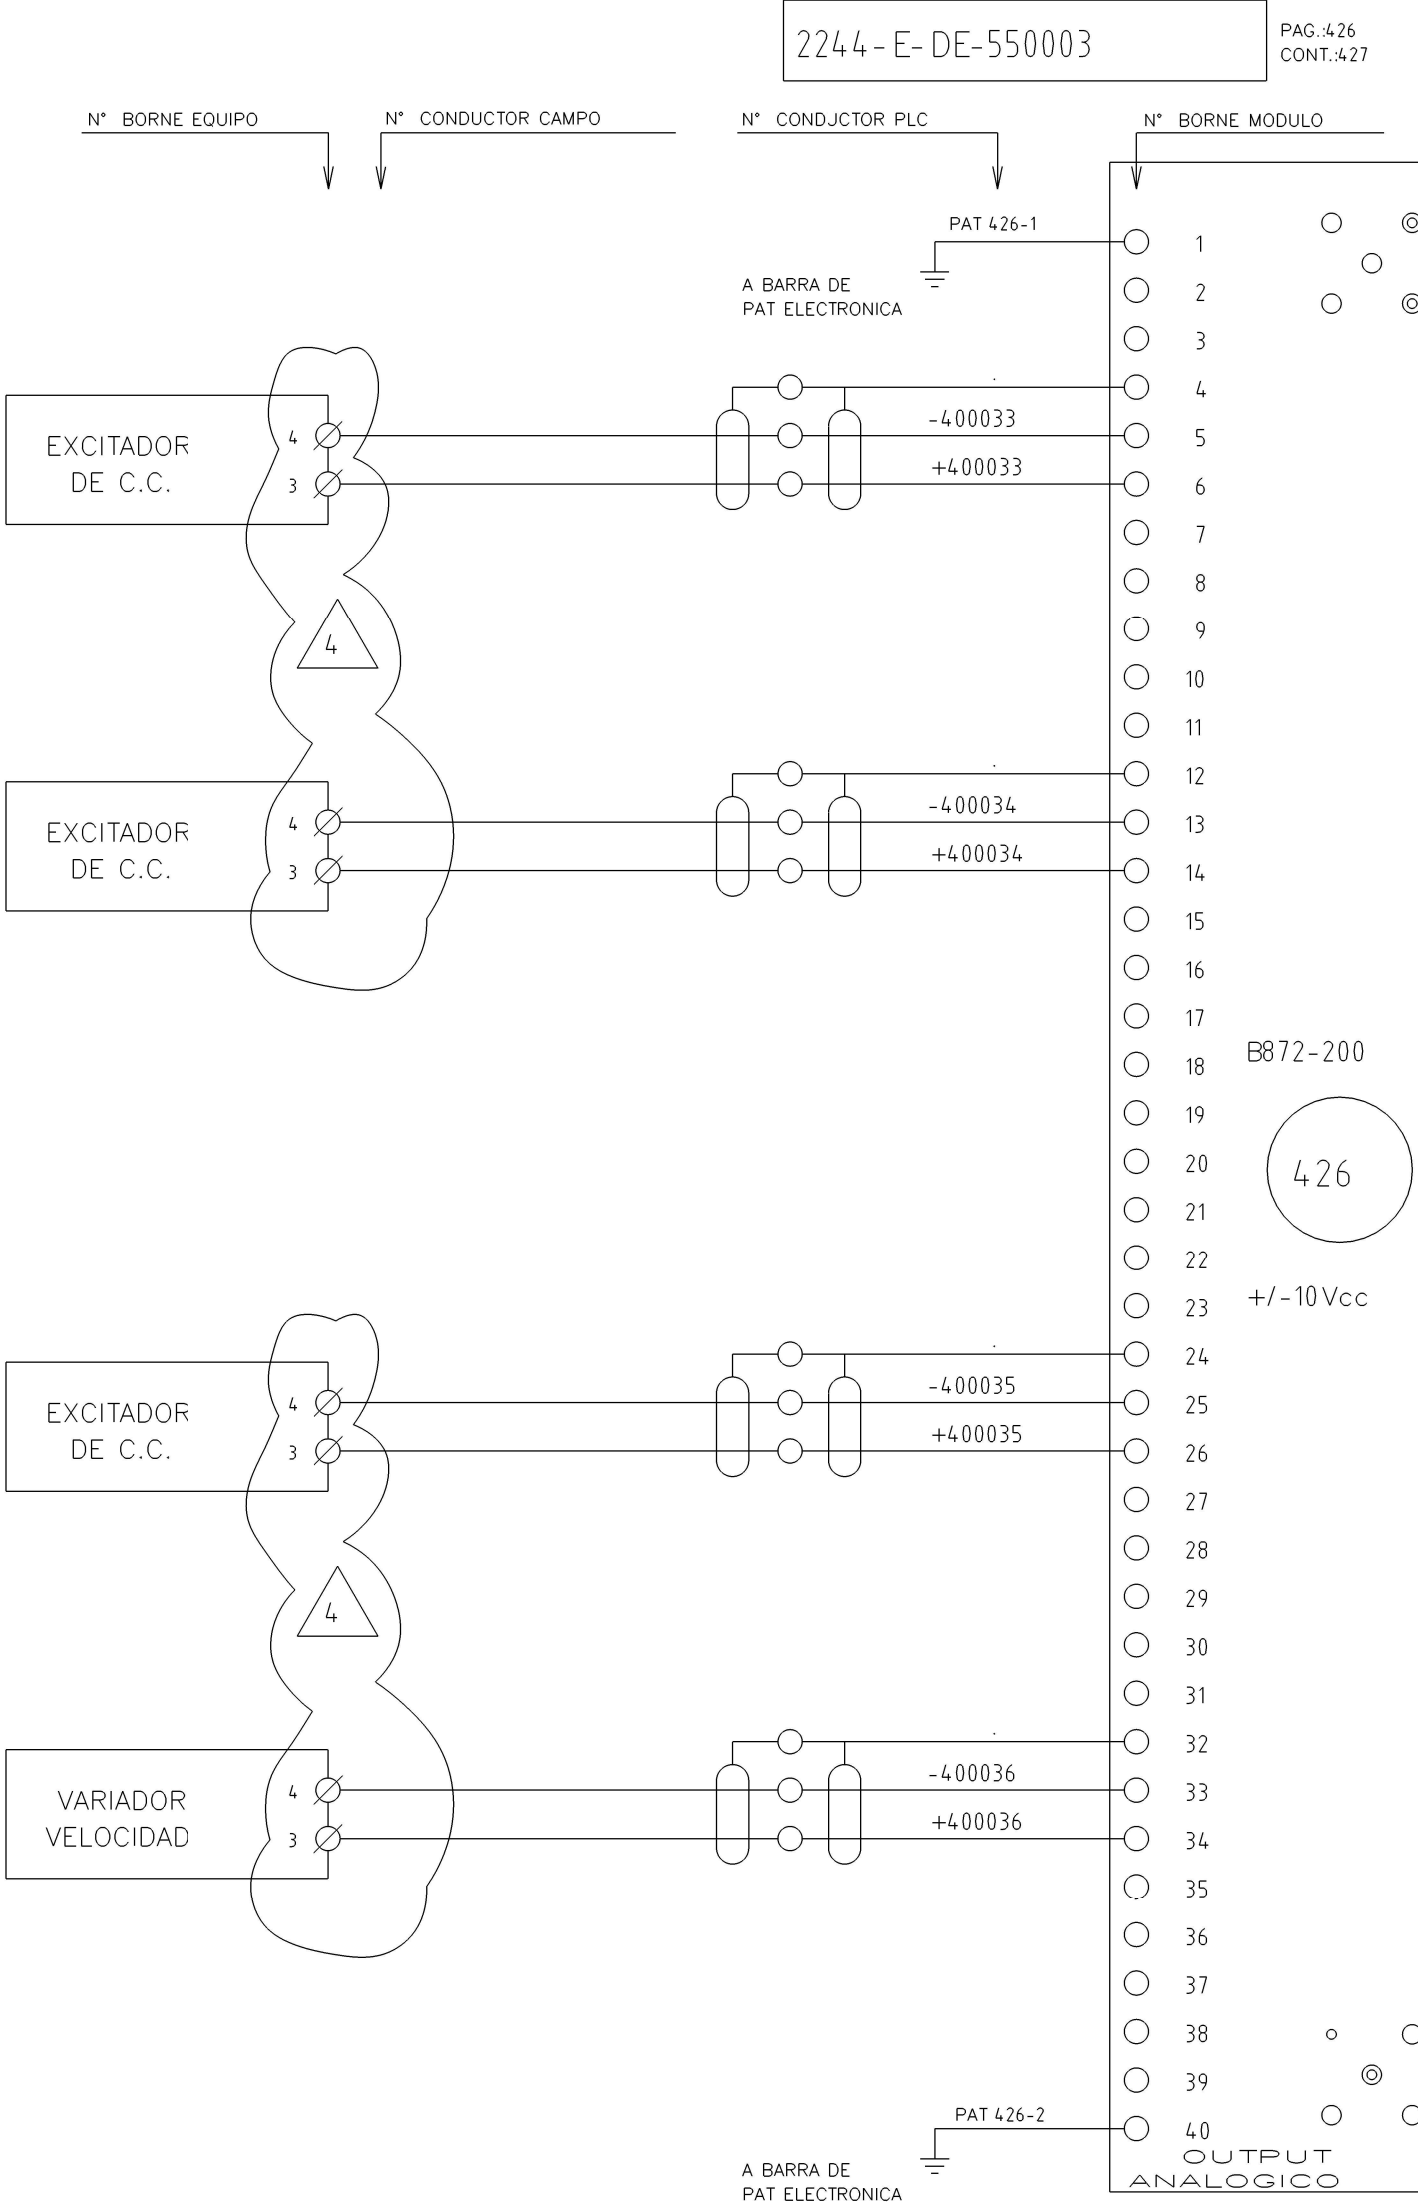 2244-E-DE-550003
PAG.:426
CONT.:427
N° BORNE EQUIPO
N° CONDUCTOR CAMPO
N° CONDJCTOR PLC
N° BORNE MODULO
PAT 426-1
1
A BARRA DE
PAT ELECTRONICA
2
3
4
EXCITADOR
DE C.C.
4
-400033
5
3
+400033
6
7
8
9
4
10
11
12
EXCITADOR
DE C.C.
4
-400034
13
3
+400034
14
15
16
17
B872-200
18
19
20
426
21
22
23
+/-10Vcc
24
EXCITADOR
DE C.C.
4
-400035
25
3
+400035
26
27
28
29
4
30
31
32
VARIADOR
VELOCIDAD
4
-400036
33
3
+400036
34
35
36
37
38
39
PAT 426-2
40
A BARRA DE
PAT ELECTRONICA
OUTPUT
ANALOGICO